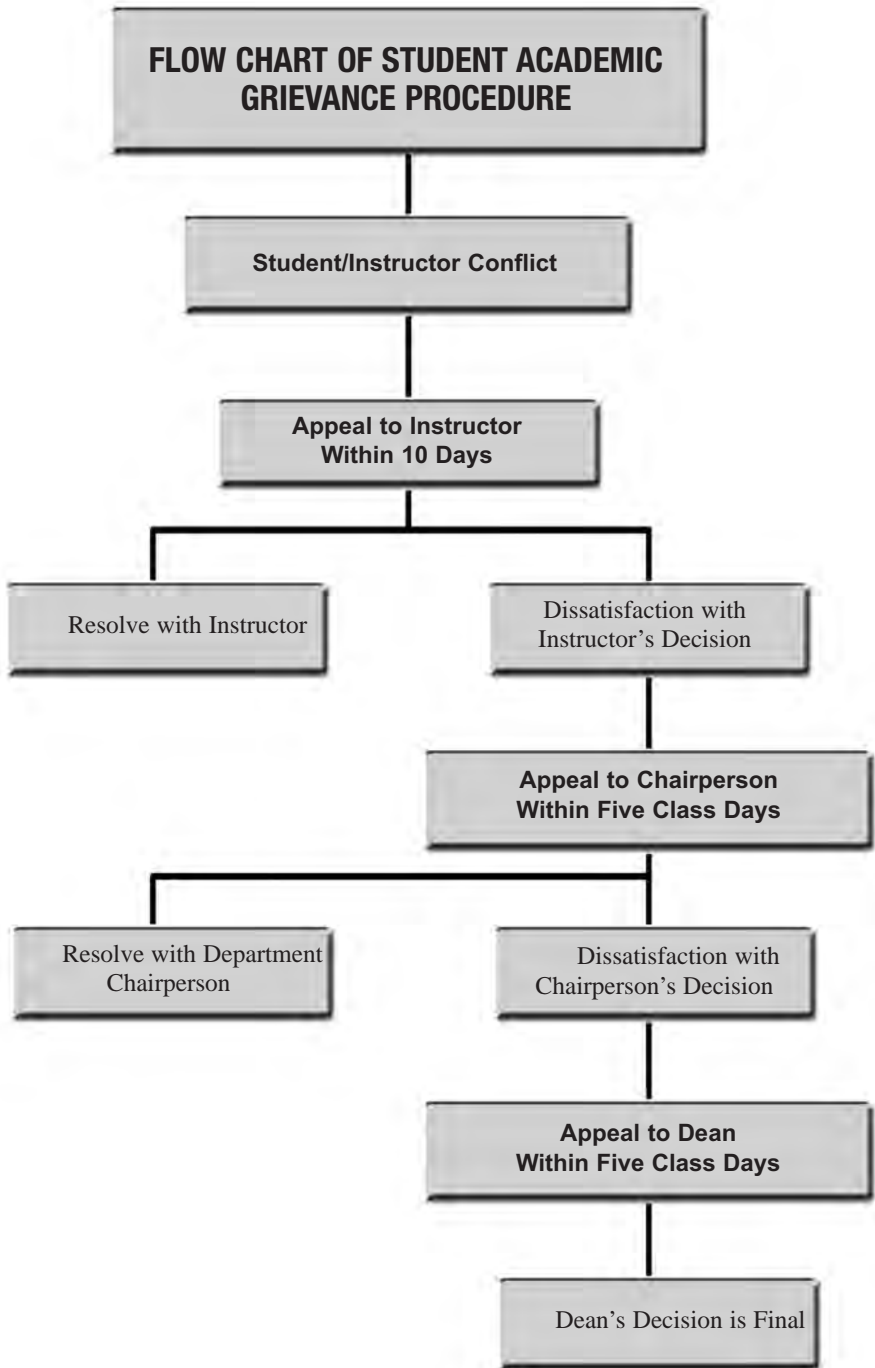 FLOW CHART OF STUDENT ACADEMIC
GRIEVANCE PROCEDURE
Student/Instructor Conflict
Appeal to Instructor
Within 10 Days
Resolve with Instructor
Dissatisfaction with
Instructor’s Decision
Appeal to Chairperson
Within Five Class Days
Resolve with Department
Chairperson
Dissatisfaction with
Chairperson’s Decision
Appeal to Dean
Within Five Class Days
Dean’s Decision is Final